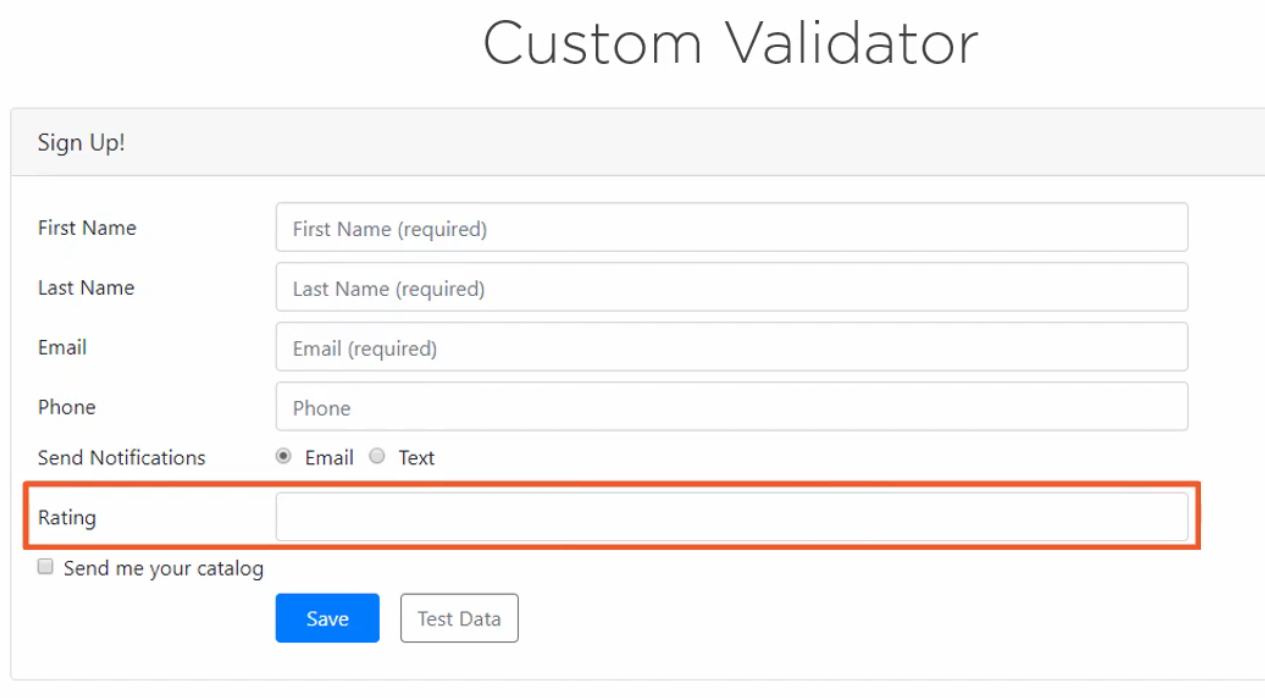 Custom Validator
Sign Up!
First Name First Name (required)
Last Name Last Name (required)
Email Email (required)
Phone Phone
Send Notifications Email Text
Rating
Send me your catalog
Save Test Data